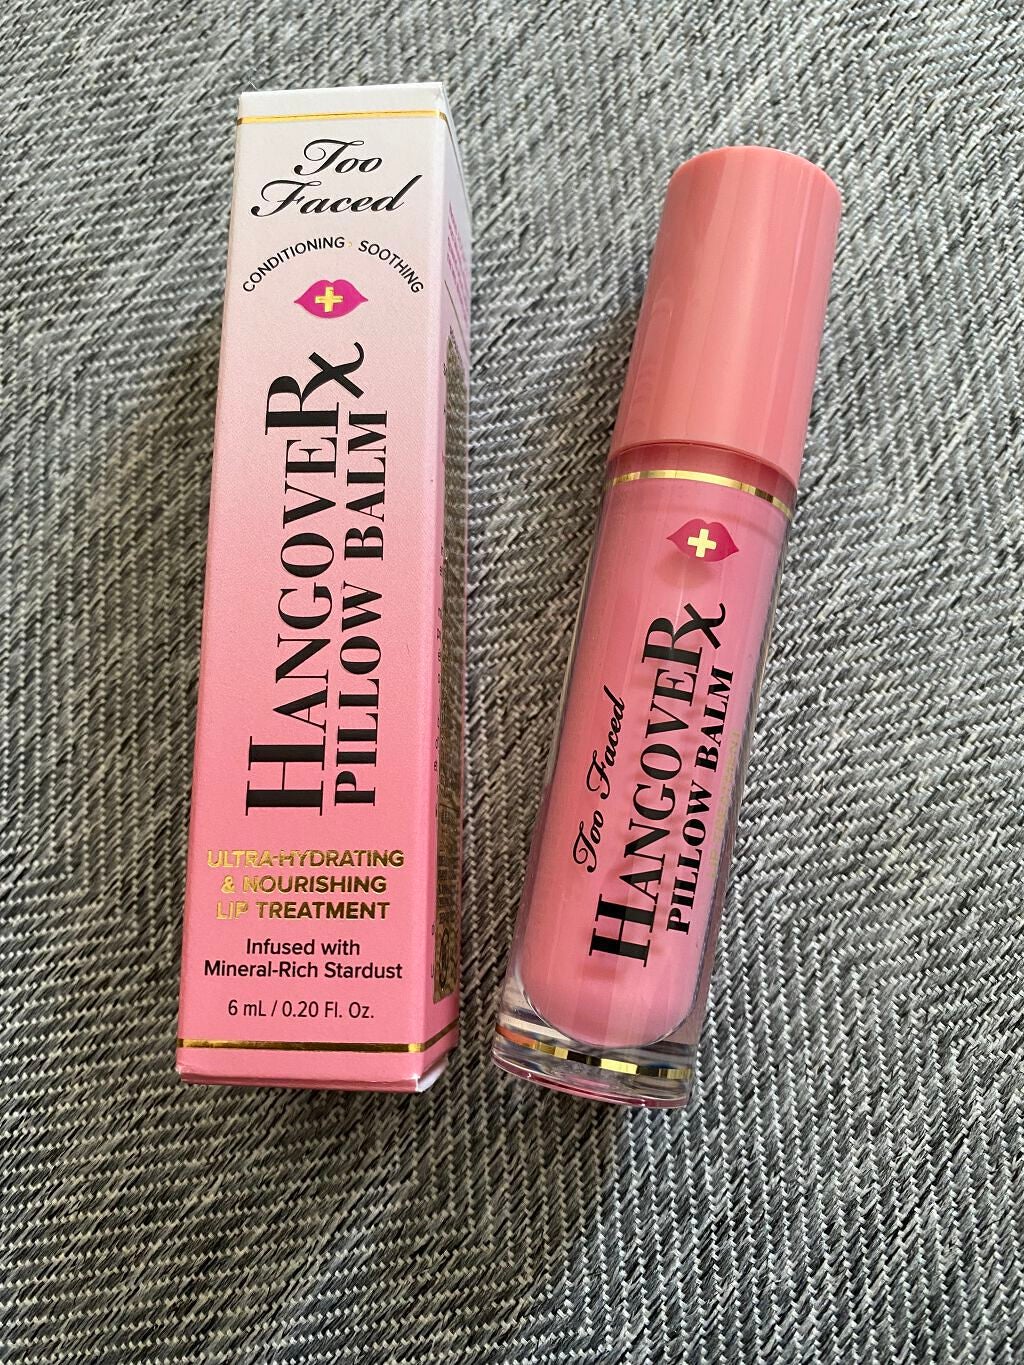 Too
Faced
CONDITIONING · SOOTHING
HANGOVERX
PILLOW BALM
ULTRA-HYDRATING
& NOURISHING
LIP TREATMENT
Infused with
Mineral-Rich Stardust
6 mL / 0.20 Fl. Oz.
Too Faced
HANGOVERX
PILLOW BALM